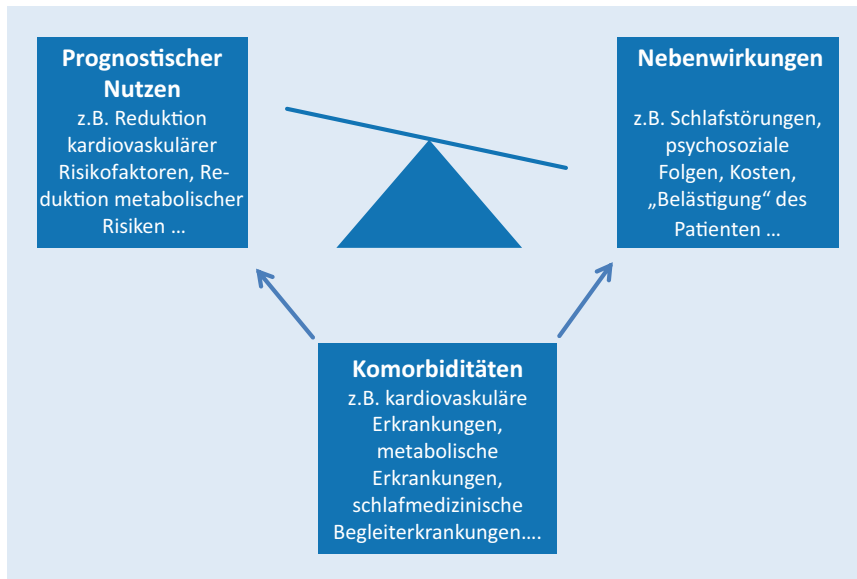 Prognostischer
Nutzen
z.B. Reduktion
kardiovaskulärer
Risikofaktoren, Re-
duktion metabolischer
Risiken ...
Nebenwirkungen
z.B. Schlafstörungen,
psychosoziale
Folgen, Kosten,
„Belästigung“ des
Patienten ...
Komorbiditäten
z.B. kardiovaskuläre
Erkrankungen,
metabolische
Erkrankungen,
schlafmedizinische
Begleiterkrankungen....